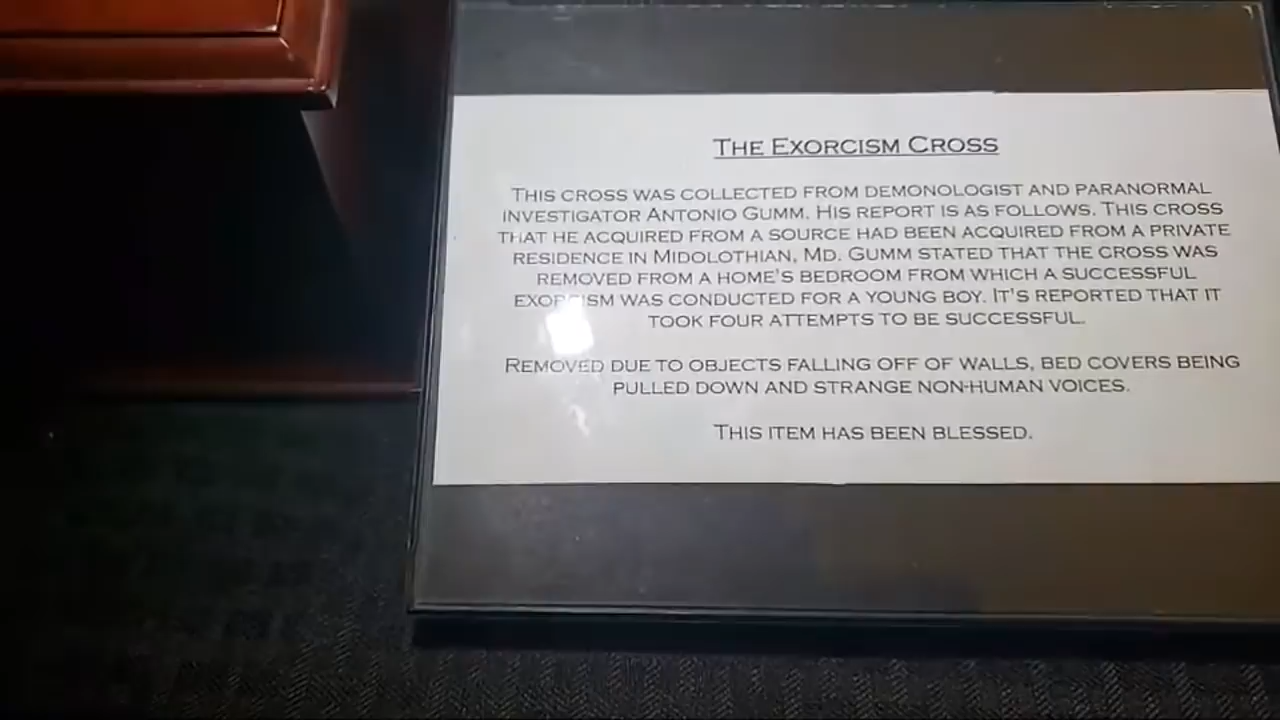 THE EXORCISM CROSS
THIS CROSS WAS COLLECTED FROM DEMONOLOGIST AND PARANORMAL
INVESTIGATOR ANTONIO GUMM. HIS REPORT IS AS FOLLOWS. THIS CROSS
THAT HE ACQUIRED FROM A SOURCE HAD BEEN ACQUIRED FROM A PRIVATE
RESIDENCE IN MIDOLOTHIAN, MD. GUMM STATED THAT THE CROSS WAS
REMOVED FROM A HOME'S BEDROOM FROM WHICH A SUCCESSFUL
EXORCISM WAS CONDUCTED FOR A YOUNG BOY. IT'S REPORTED THAT IT
TOOK FOUR ATTEMPTS TO BE SUCCESSFUL.
REMOVED DUE TO OBJECTS FALLING OFF OF WALLS, BED COVERS BEING
PULLED DOWN AND STRANGE NON-HUMAN VOICES.
THIS ITEM HAS BEEN BLESSED.